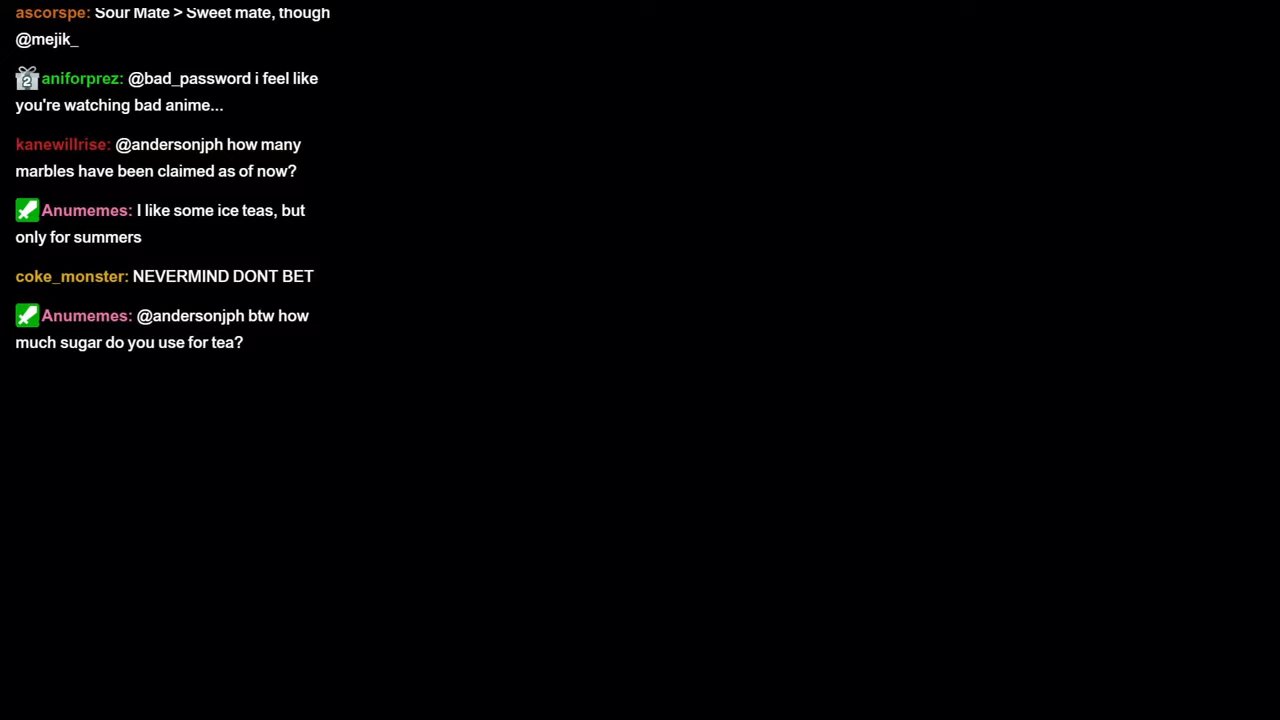 ascorspe: Sour Mate > Sweet mate, though
@mejik_
2 aniforprez: @bad_password i feel like
you're watching bad anime...
kanewillrise: @andersonjph how many
marbles have been claimed as of now?
Anumemes: I like some ice teas, but
only for summers
coke_monster: NEVERMIND DONT BET
Anumemes: @andersonjph btw how
much sugar do you use for tea?